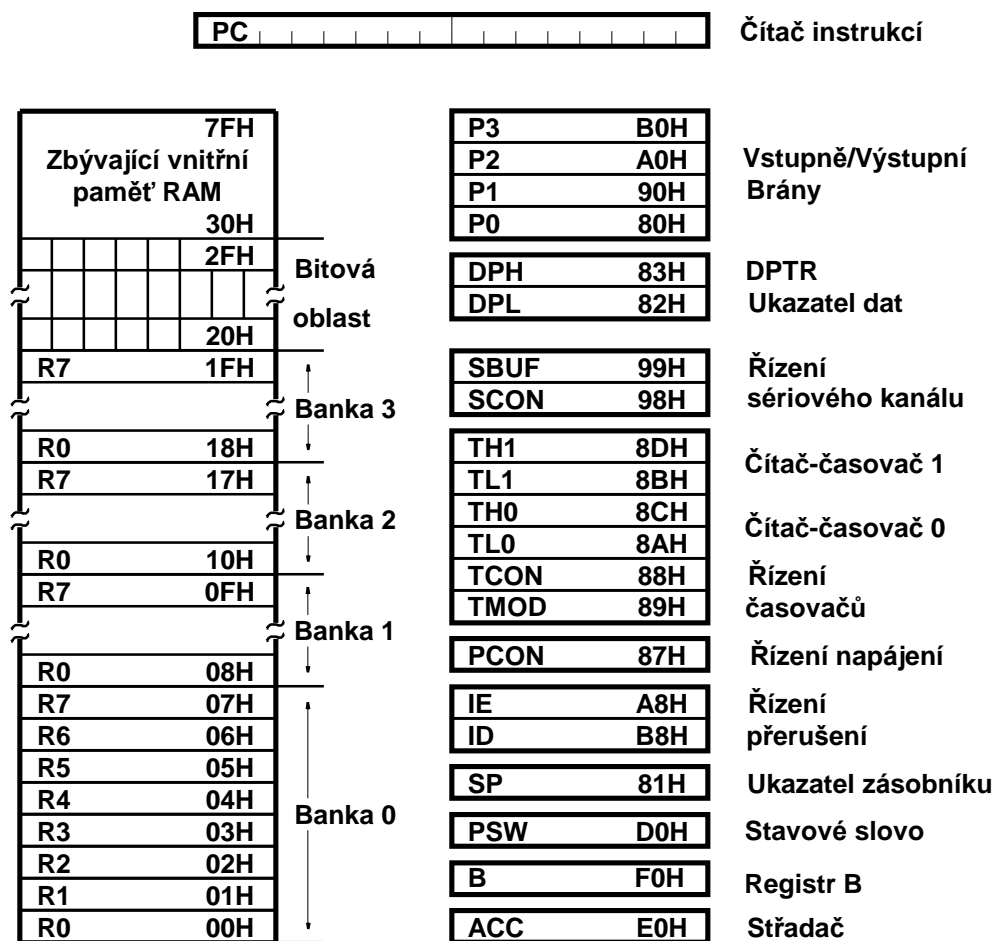 PC Čítač instrukcí
7FH
Zbývající vnitřní
paměť RAM
30H
2FH
Bitová
oblast
20H
R7 1FH
Banka 3
R0 18H
R7 17H
Banka 2
R0 10H
R7 0FH
Banka 1
R0 08H
R7 07H
R6 06H
R5 05H
R4 04H
Banka 0
R3 03H
R2 02H
R1 01H
R0 00H
P3 B0H
P2 A0H
P1 90H
P0 80H
Vstupně/Výstupní
Brány
DPH 83H
DPL 82H
DPTR
Ukazatel dat
SBUF 99H
SCON 98H
Řízení
sériového kanálu
TH1 8DH
TL1 8BH
Čítač-časovač 1
TH0 8CH
TL0 8AH
Čítač-časovač 0
TCON 88H
TMOD 89H
Řízení
časovačů
PCON 87H
Řízení napájení
IE A8H
ID B8H
Řízení
přerušení
SP 81H
Ukazatel zásobníku
PSW D0H
Stavové slovo
B F0H
Registr B
ACC E0H
Střadač